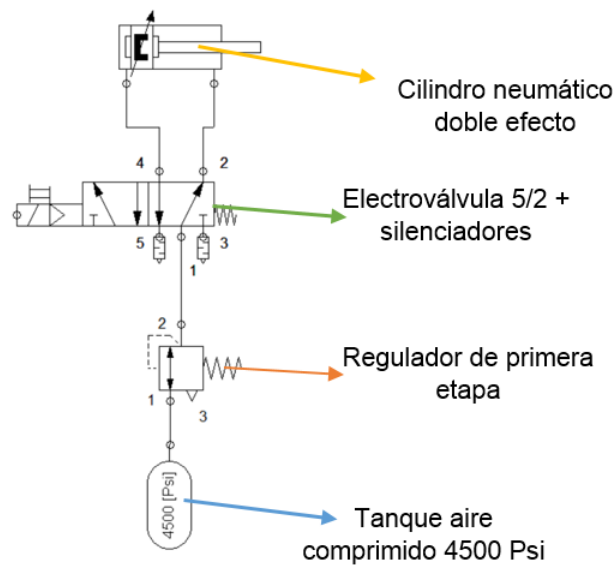 Cilindro neumático
doble efecto
4
2
Electroválvula 5/2 +
silenciadores
5
3
1
2
Regulador de primera
etapa
1
3
4500 [Psi]
Tanque aire
comprimido 4500 Psi